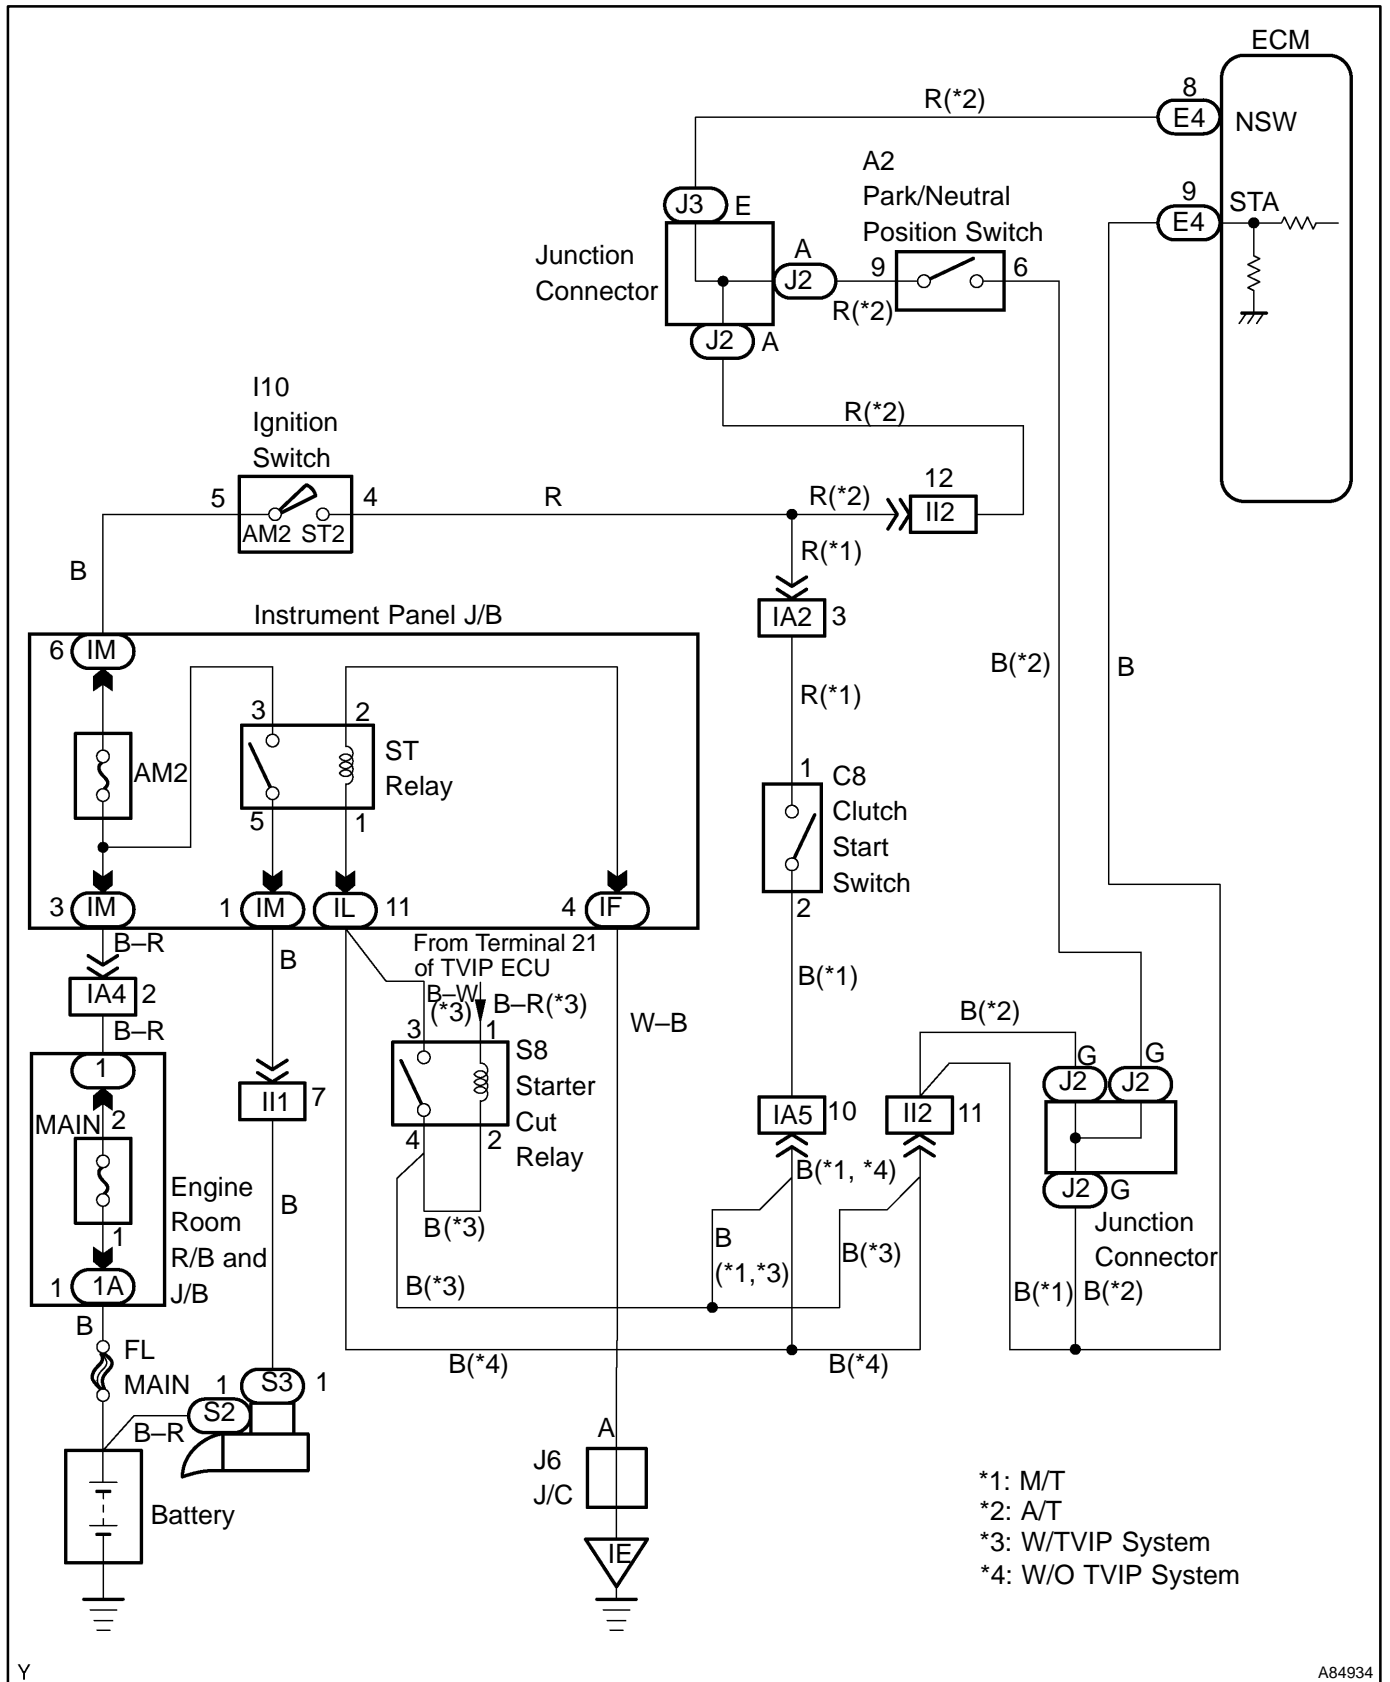 ECM
8
R(*2)
E4
NSW
A2
Park/Neutral
Position Switch
9
STA
E4
J3
E
Junction
Connector
A
J2
9
6
R(*2)
J2
A
I10
Ignition
Switch
R(*2)
5
4
R
R(*2)
12
II2
AM2
ST2
R(*1)
B
Instrument Panel J/B
IA2
3
6
IM
B(*2)
B
R(*1)
3
2
ST
Relay
AM2
1
C8
Clutch
Start
Switch
5
1
2
3
IM
1
IM
IL
11
4
IF
B–R
B
From Terminal 21
of TVIP ECU
B–W
(*3)
B–R(*3)
B(*1)
IA4
2
W–B
B(*2)
B–R
3
1
S8
Starter
Cut
Relay
G
G
1
J2
J2
II1
7
IA5
10
II2
11
MAIN
2
4
2
B(*1, *4)
Engine
Room
R/B and
J/B
J2
G
B
B(*3)
B
(*1,*3)
B(*3)
Junction
Connector
1
1
1A
B(*3)
B(*1)
B(*2)
B
FL
MAIN
B(*4)
B(*4)
1
S3
1
S2
B–R
A
J6
J/C
Battery
IE
*1: M/T
*2: A/T
*3: W/TVIP System
*4: W/O TVIP System
Y
A84934